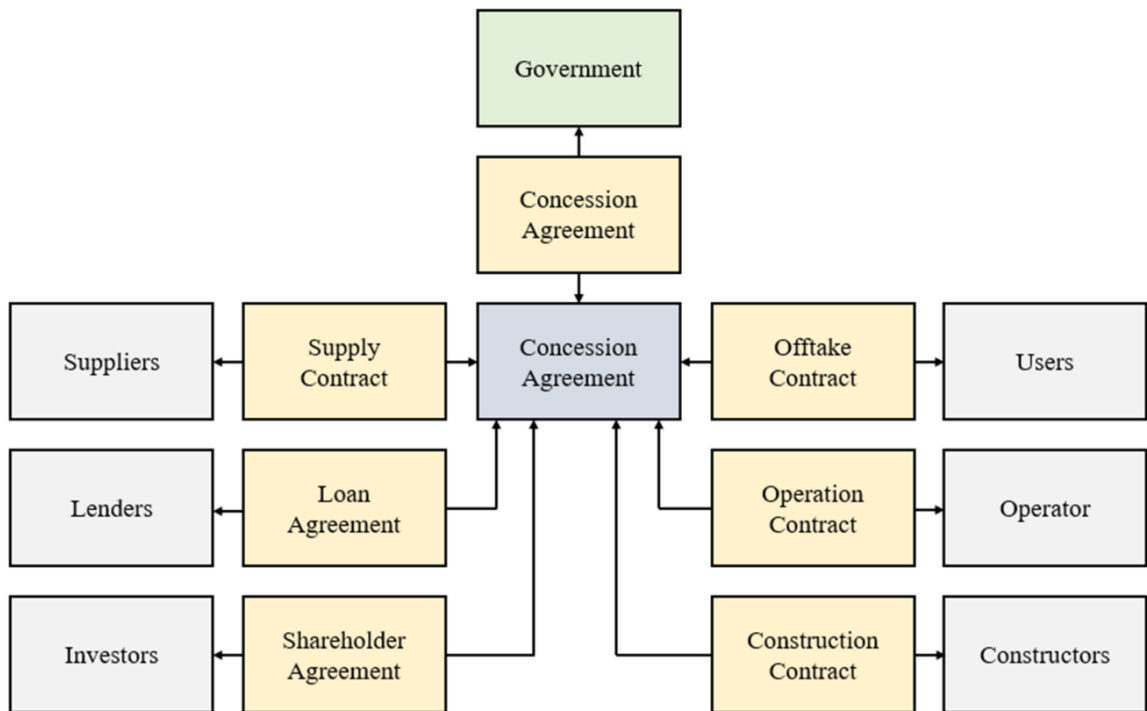 Government
Concession
Agreement
Suppliers
Supply
Contract
Concession
Agreement
Offtake
Contract
Users
Lenders
Loan
Agreement
Operation
Contract
Operator
Investors
Shareholder
Agreement
Construction
Contract
Constructors